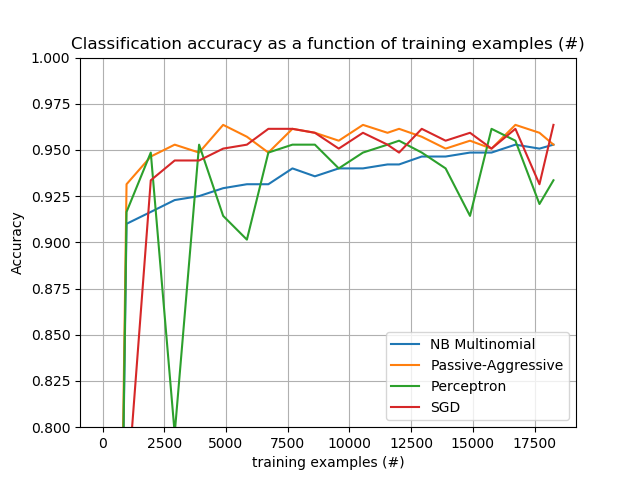 Classification accuracy as a function of training examples (#)
1.000
0.975
0.950
0.925
0.900
0.875
0.850
0.825
0.800
Accuracy
NB Multinomial
Passive-Aggressive
Perceptron
SGD
0 2500 5000 7500 10000 12500 15000 17500
training examples (#)